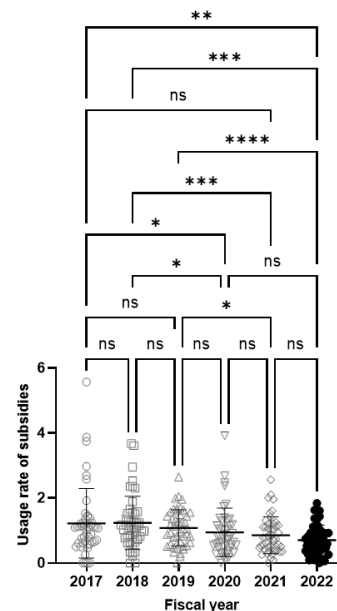 **
***
ns
****
***
*
* ns
ns *
ns ns ns ns ns
6
4
2
0
Usage rate of subsidies
2017 2018 2019 2020 2021 2022
Fiscal year